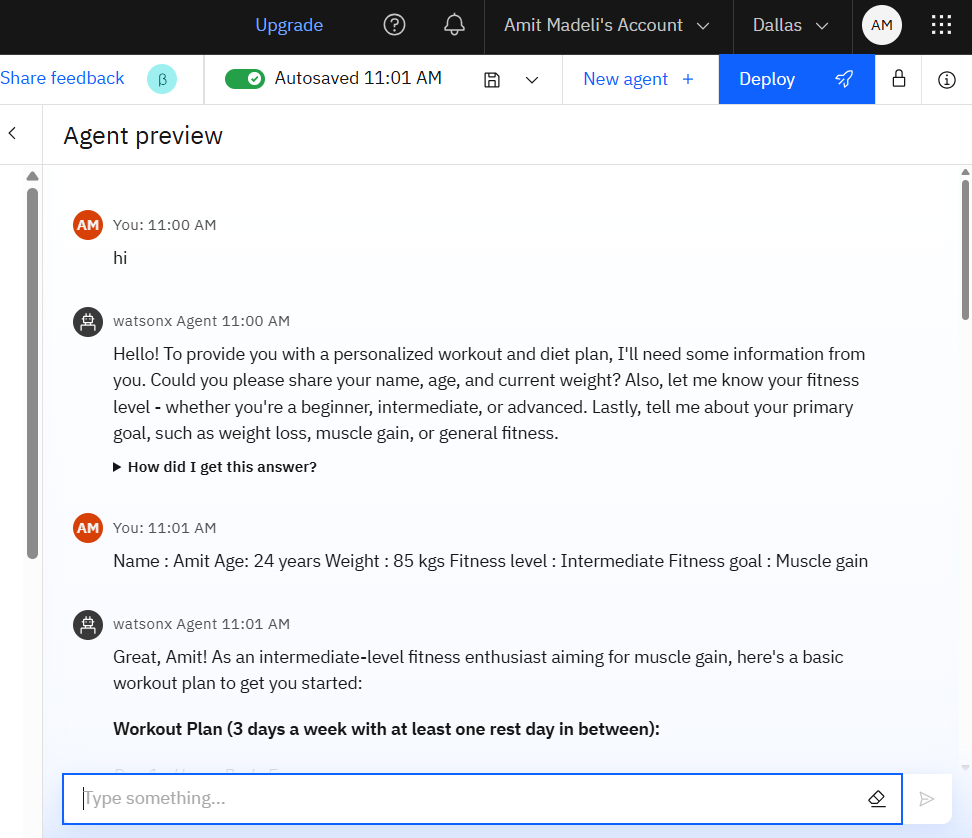 Upgrade
Amit Madeli's Account
Dallas
AM
Share feedback
β
Autosaved 11:01 AM
New agent +
Deploy
Agent preview
AM
You: 11:00 AM
hi
watsonx Agent 11:00 AM
Hello! To provide you with a personalized workout and diet plan, I'll need some information from
you. Could you please share your name, age, and current weight? Also, let me know your fitness
level - whether you're a beginner, intermediate, or advanced. Lastly, tell me about your primary
goal, such as weight loss, muscle gain, or general fitness.
How did I get this answer?
AM
You: 11:01 AM
Name : Amit Age: 24 years Weight : 85 kgs Fitness level : Intermediate Fitness goal : Muscle gain
watsonx Agent 11:01 AM
Great, Amit! As an intermediate-level fitness enthusiast aiming for muscle gain, here's a basic
workout plan to get you started:
Workout Plan (3 days a week with at least one rest day in between):
Type something...